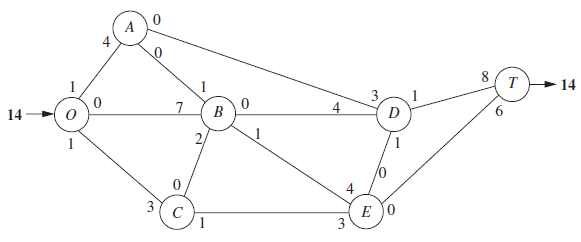 A 0
4 0
8 T 14
1 1 3 1
14 O 0 7 B 0 4 D 6
1 2 1 1
0 4 0
3 C 1 3 E 0